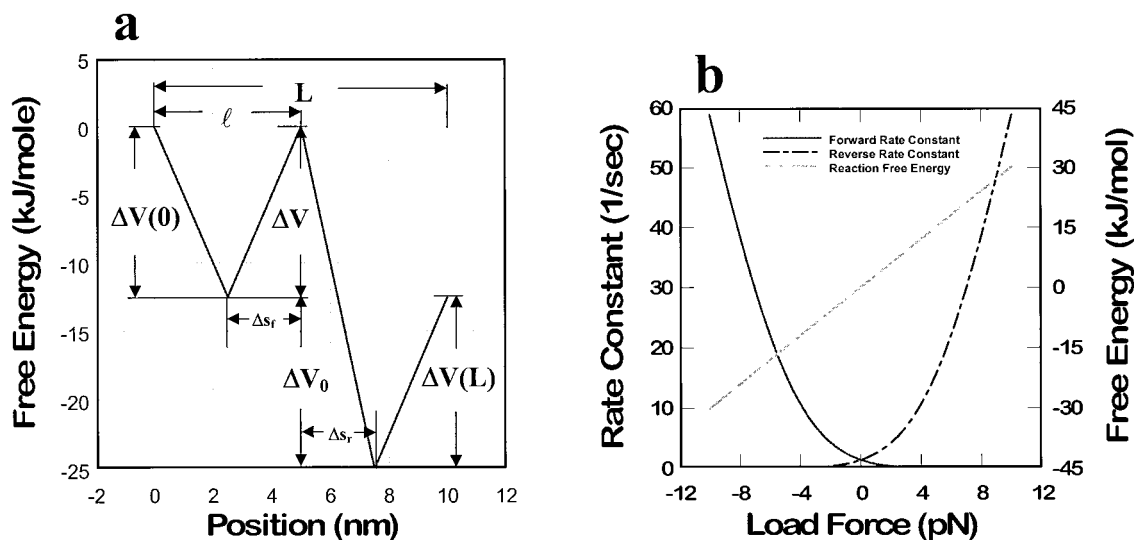 a
Free Energy (kJ/mole)
5
0
-5
-10
-15
-20
-25
L
ℓ
ΔV(0)
ΔV
Δsf
ΔV0
ΔV(L)
Δsr
-2
0
2
4
6
8
10
12
Position (nm)
b
Rate Constant (1/sec)
60
50
40
30
20
10
0
Forward Rate Constant
Reverse Rate Constant
Reaction Free Energy
45
30
15
0
-15
-30
-45
Free Energy (kJ/mol)
-12
-8
-4
0
4
8
12
Load Force (pN)